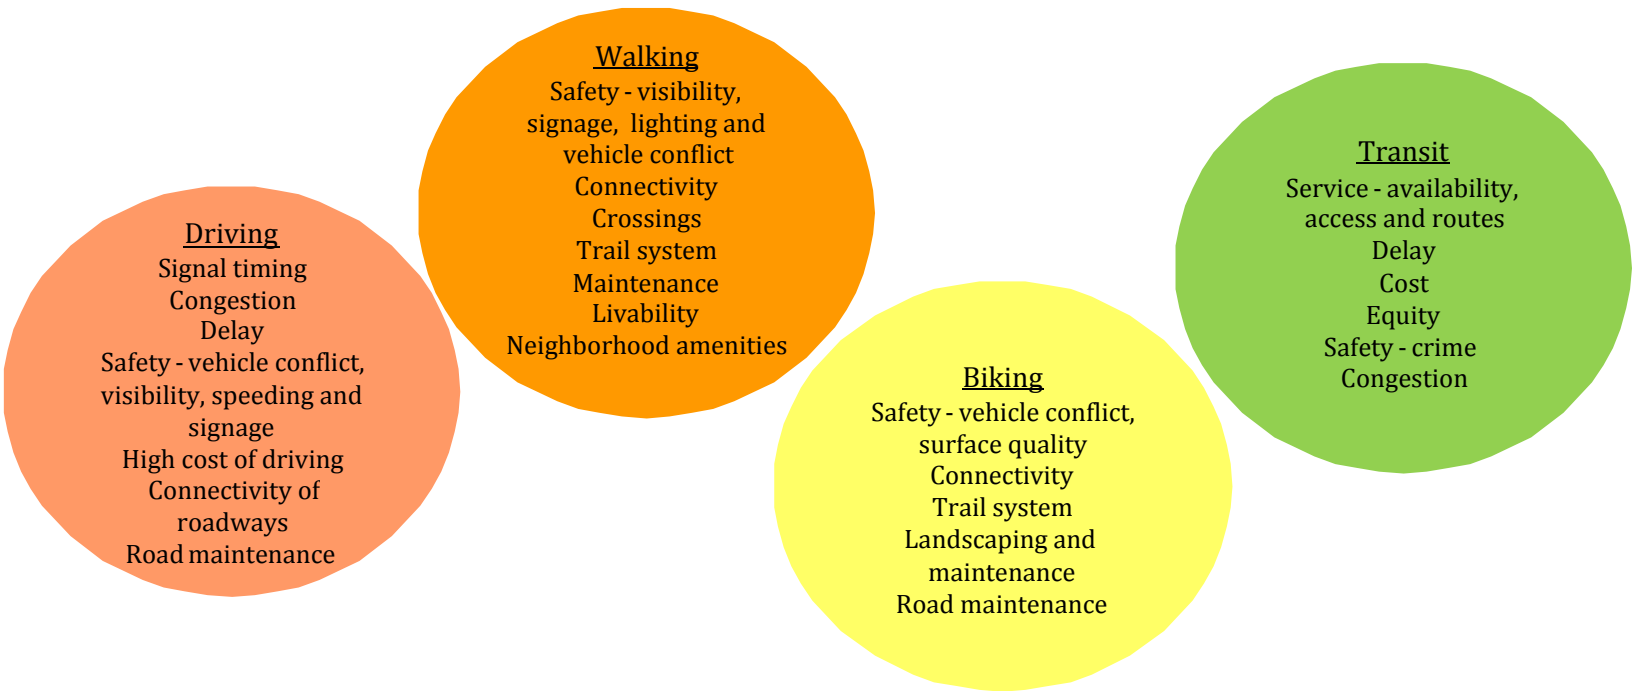 Driving
Signal timing
Congestion
Delay
Safety - vehicle conflict,
visibility, speeding and
signage
High cost of driving
Connectivity of
roadways
Road maintenance
Walking
Safety - visibility,
signage, lighting and
vehicle conflict
Connectivity
Crossings
Trail system
Maintenance
Livability
Neighborhood amenities
Biking
Safety - vehicle conflict,
surface quality
Connectivity
Trail system
Landscaping and
maintenance
Road maintenance
Transit
Service - availability,
access and routes
Delay
Cost
Equity
Safety - crime
Congestion